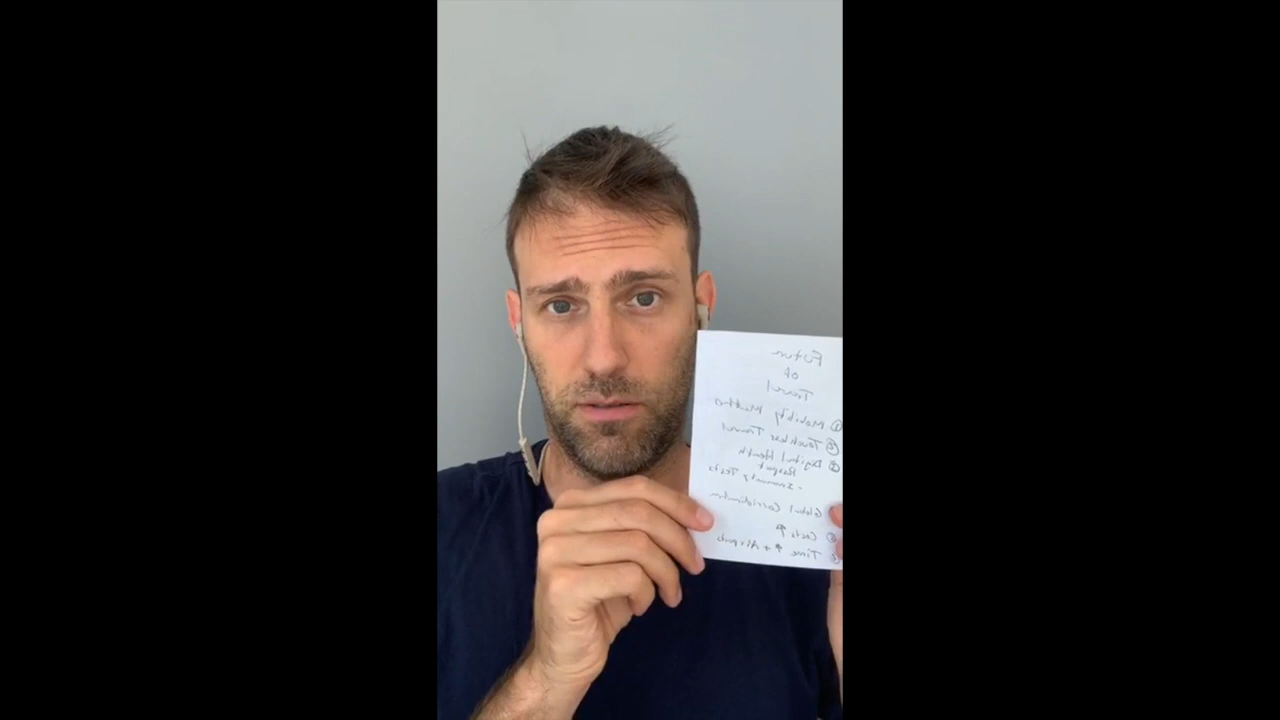 Future
of
Travel
① Mobility
② Touchless Travel
③ Digital Health
Passport
- Immunity Tests
Global Coordination
⑤ Costs ↑
⑥ Time ↑ + Airports